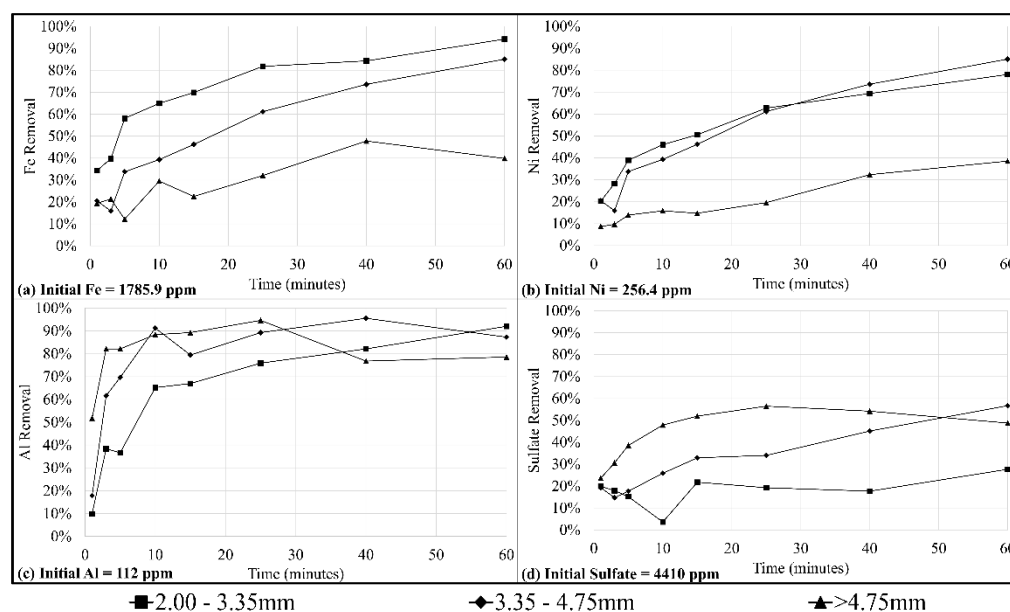 100%
90%
80%
70%
60%
50%
40%
30%
20%
10%
0%
Fe Removal
0 10 20 30 40 50 60
Time (minutes)
(a) Initial Fe = 1785.9 ppm
100%
90%
80%
70%
60%
50%
40%
30%
20%
10%
0%
Ni Removal
0 10 20 30 40 50 60
Time (minutes)
(b) Initial Ni = 256.4 ppm
100%
90%
80%
70%
60%
50%
40%
30%
20%
10%
0%
Al Removal
0 10 20 30 40 50 60
Time (minutes)
(c) Initial Al = 112 ppm
100%
90%
80%
70%
60%
50%
40%
30%
20%
10%
0%
Sulfate Removal
0 10 20 30 40 50 60
Time (minutes)
(d) Initial Sulfate = 4410 ppm
2.00 - 3.35mm 3.35 - 4.75mm >4.75mm